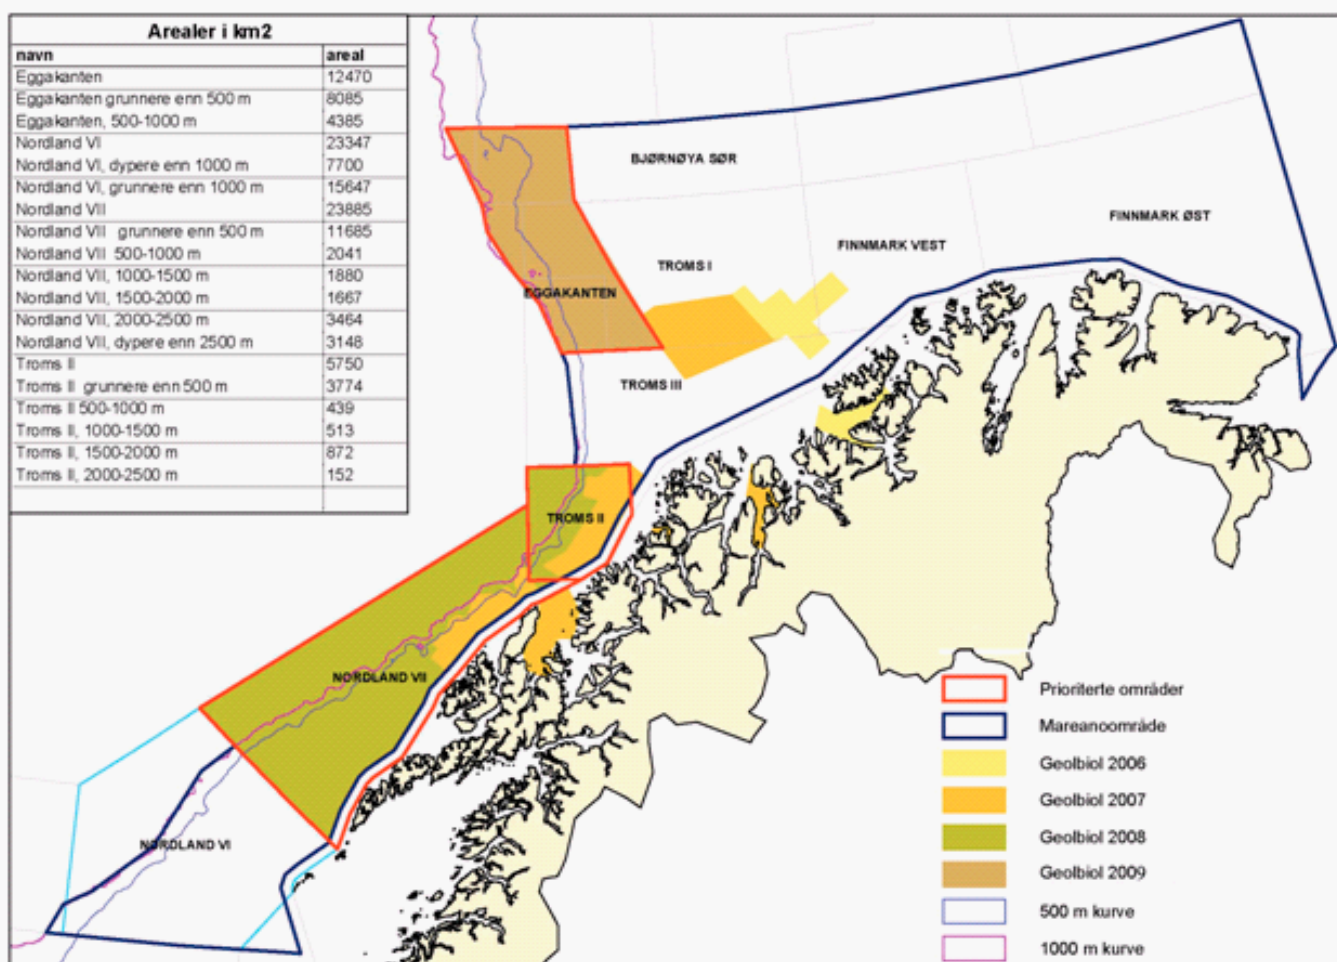 Arealer i km2
navn areal
Eggakanten 12470
Eggakanten grunnere enn 500 m 8085
Eggakanten, 500-1000 m 4385
Nordland VI 23347
Nordland VI, dypere enn 1000 m 7700
Nordland VI, grunnere enn 1000 m 15647
Nordland VII 23885
Nordland VII grunnere enn 500 m 11685
Nordland VII 500-1000 m 2041
Nordland VII, 1000-1500 m 1880
Nordland VII, 1500-2000 m 1667
Nordland VII, 2000-2500 m 3464
Nordland VII, dypere enn 2500 m 3148
Troms II 5750
Troms II grunnere enn 500 m 3774
Troms II 500-1000 m 439
Troms II, 1000-1500 m 513
Troms II, 1500-2000 m 872
Troms II, 2000-2500 m 152
BJØRNØYA SØR
FINNMARK ØST
FINNMARK VEST
TROMS I
EGGAKANTEN
TROMS III
TROMS II
NORDLAND VII
NORDLAND VI
Prioriterte områder
Mareanoområde
Geolbiol 2006
Geolbiol 2007
Geolbiol 2008
Geolbiol 2009
500 m kurve
1000 m kurve